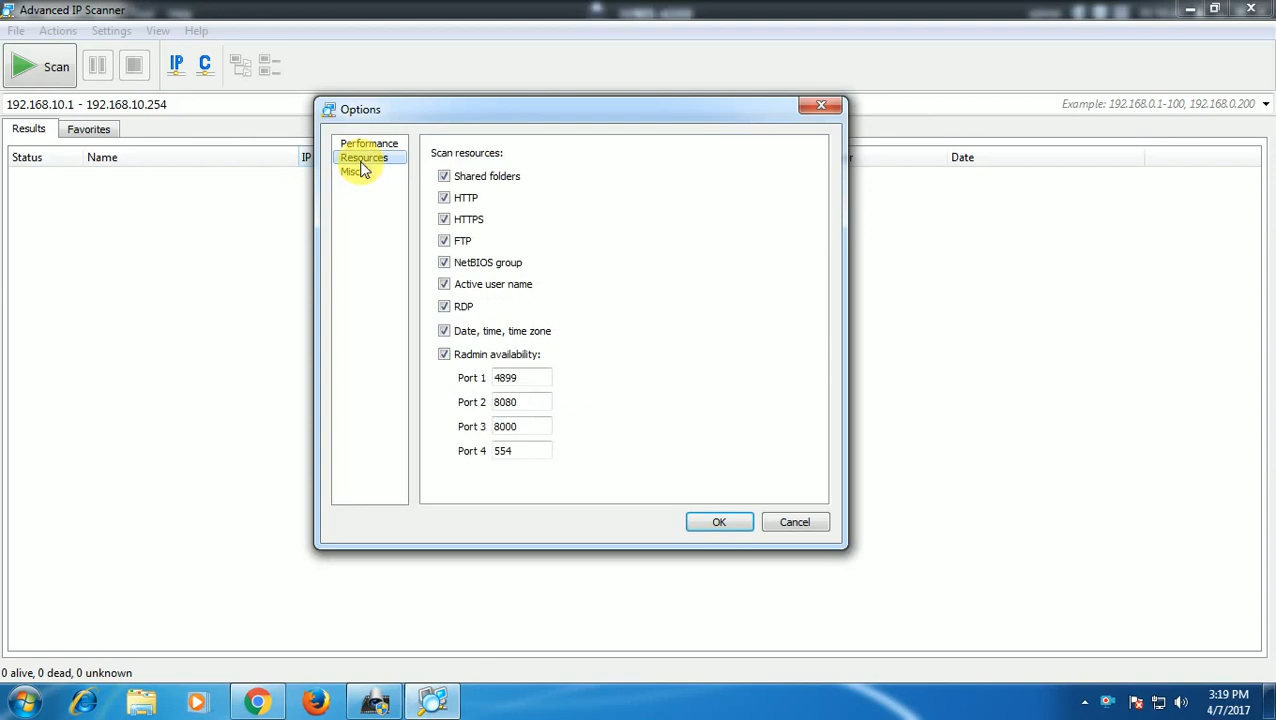 Advanced IP Scanner
File Actions Settings View Help
Scan IP C
192.168.10.1 - 192.168.10.254
Example: 192.168.0.1-100, 192.168.0.200
Results Favorites
Status Name IP Date
Options
Performance
Resources
Misc
Scan resources:
Shared folders
HTTP
HTTPS
FTP
NetBIOS group
Active user name
RDP
Date, time, time zone
Radmin availability:
Port 1 4899
Port 2 8080
Port 3 8000
Port 4 554
OK Cancel
0 alive, 0 dead, 0 unknown
3:19 PM
4/7/2017